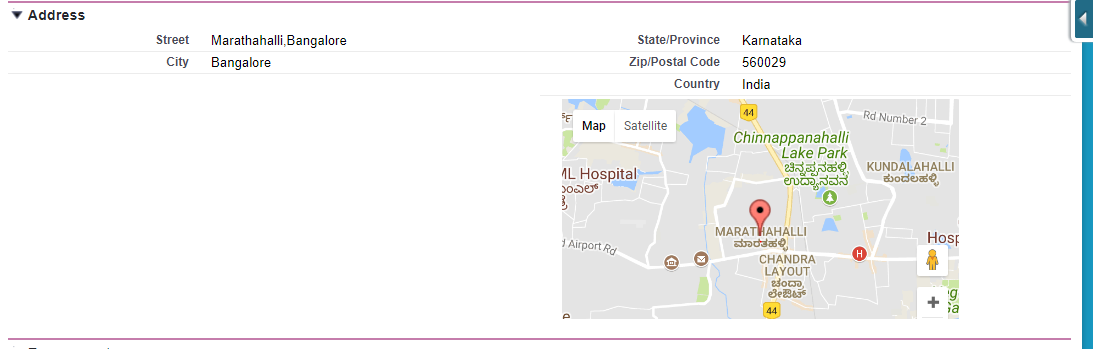 Address
Street Marathahalli,Bangalore
State/Province Karnataka
City Bangalore
Zip/Postal Code 560029
Country India
44
Rd Number 2
Map Satellite
Chinnappanahalli
Lake Park
ಚಿನ್ನಪ್ಪನಹಳ್ಳಿ
ಉದ್ಯಾನವನ
KUNDALAHALLI
ಕುಂದಲಹಳ್ಳಿ
Hospital
MARATHAHALLI
ಮಾರತಹಳ್ಳಿ
Hosp
Airport Rd
H
CHANDRA
LAYOUT
ಚಂದ್ರಾ
ಲೇಔಟ್
44